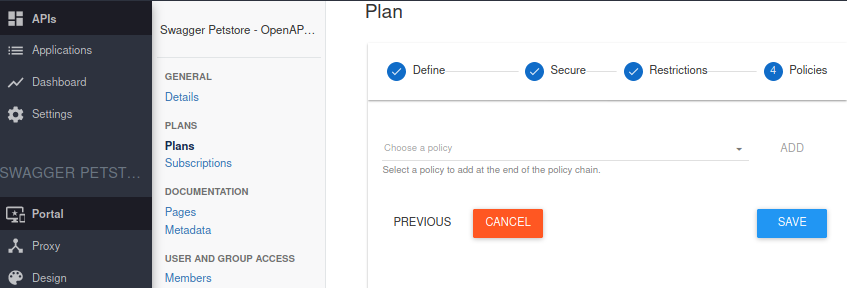 APIs
Applications
Dashboard
Settings
SWAGGER PETST...
Portal
Proxy
Design
Swagger Petstore - OpenAP...
GENERAL
Details
PLANS
Plans
Subscriptions
DOCUMENTATION
Pages
Metadata
USER AND GROUP ACCESS
Members
Plan
Define
Secure
Restrictions
4 Policies
Choose a policy
ADD
Select a policy to add at the end of the policy chain.
PREVIOUS
CANCEL
SAVE